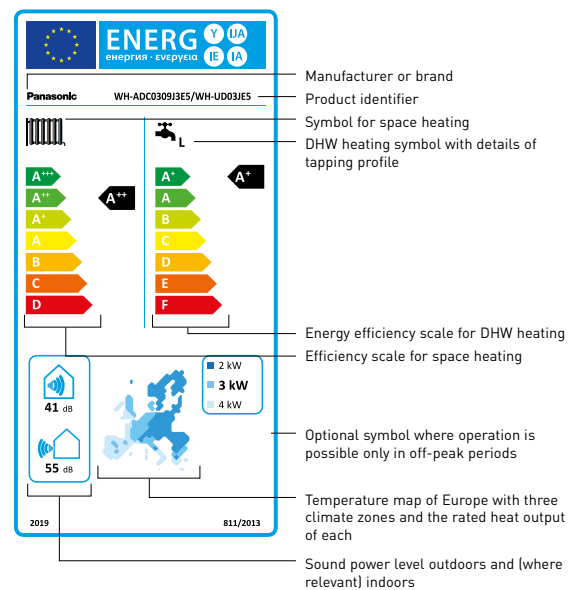 ENERG
енергия · ενεργεια
Y
IJA
IE
IA
Panasonic
WH-ADC0309J3E5/WH-UD03JE5
L
A+++
A++
A+
A
B
C
D
A++
A+
A
B
C
D
E
F
A+
41 dB
55 dB
2 kW
3 kW
4 kW
2019
811/2013
Manufacturer or brand
Product identifier
Symbol for space heating
DHW heating symbol with details of
tapping profile
Energy efficiency scale for DHW heating
Efficiency scale for space heating
Optional symbol where operation is
possible only in off-peak periods
Temperature map of Europe with three
climate zones and the rated heat output
of each
Sound power level outdoors and (where
relevant) indoors